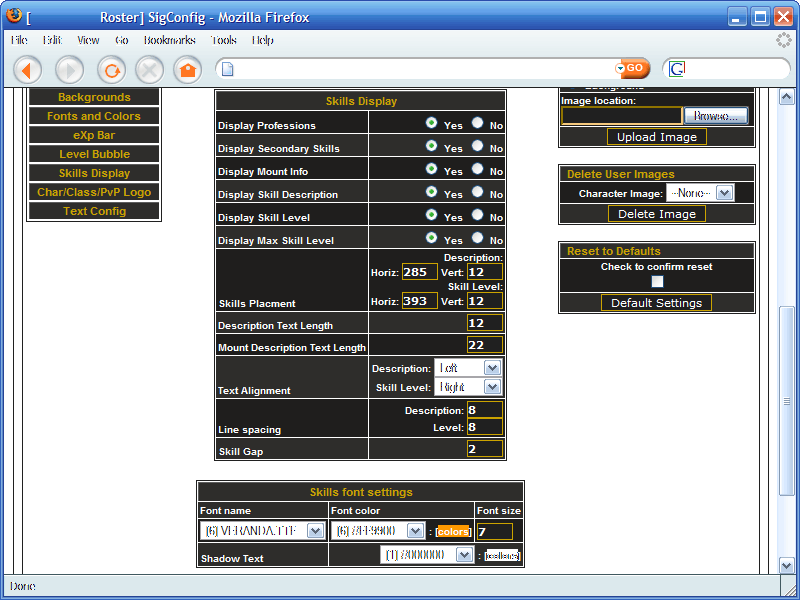 [ Roster] SigConfig - Mozilla Firefox
File Edit View Go Bookmarks Tools Help
GO
G
Backgrounds
Fonts and Colors
eXp Bar
Level Bubble
Skills Display
Char/Class/PvP Logo
Text Config
Skills Display
Display Professions Yes No
Display Secondary Skills Yes No
Display Mount Info Yes No
Display Skill Description Yes No
Display Skill Level Yes No
Display Max Skill Level Yes No
Description:
Horiz: 285 Vert: 12
Skill Level:
Skills Placment Horiz: 393 Vert: 12
Description Text Length 12
Mount Description Text Length 22
Description: Left
Text Alignment Skill Level: Right
Description: 8
Line spacing Level: 8
Skill Gap 2
Skills font settings
Font name Font color Font size
[6] VERANDA.TTF [6] #FF9900 : [colors] 7
Shadow Text [1] #000000 : [colors]
Image location:
Browse...
Upload Image
Delete User Images
Character Image: --None--
Delete Image
Reset to Defaults
Check to confirm reset
Default Settings
Done